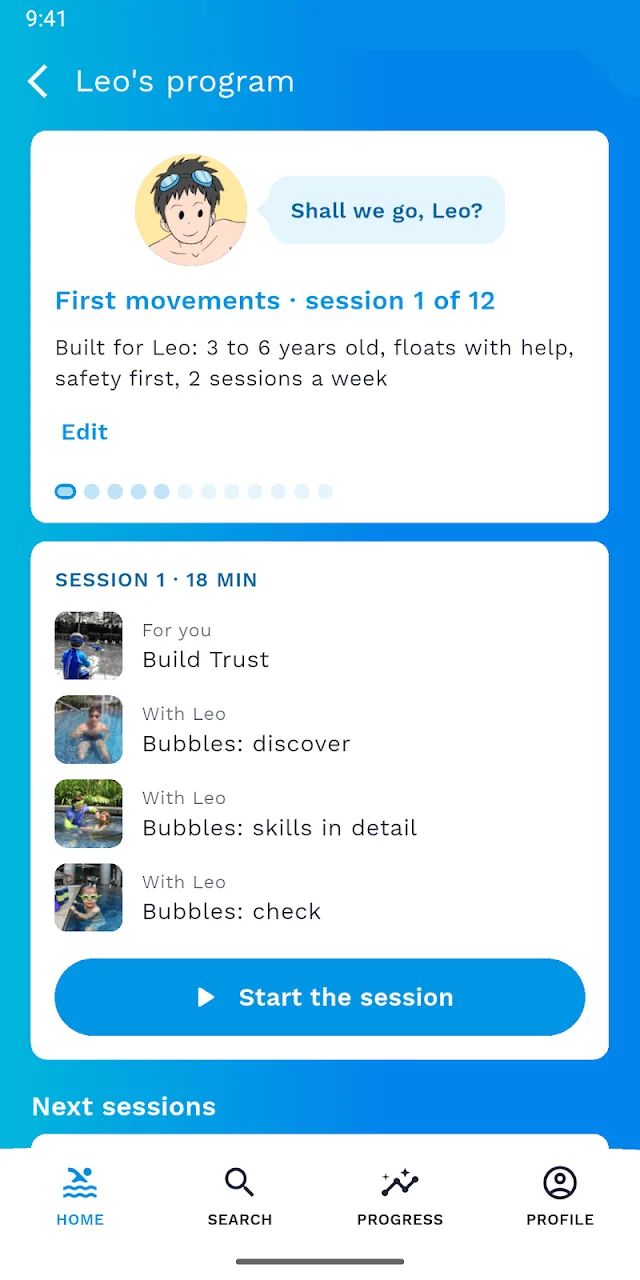 9:41
Leo's program
Shall we go, Leo?
First movements · session 1 of 12
Built for Leo: 3 to 6 years old, floats with help,
safety first, 2 sessions a week
Edit
SESSION 1 · 18 MIN
For you
Build Trust
With Leo
Bubbles: discover
With Leo
Bubbles: skills in detail
With Leo
Bubbles: check
Start the session
Next sessions
HOME
SEARCH
PROGRESS
PROFILE